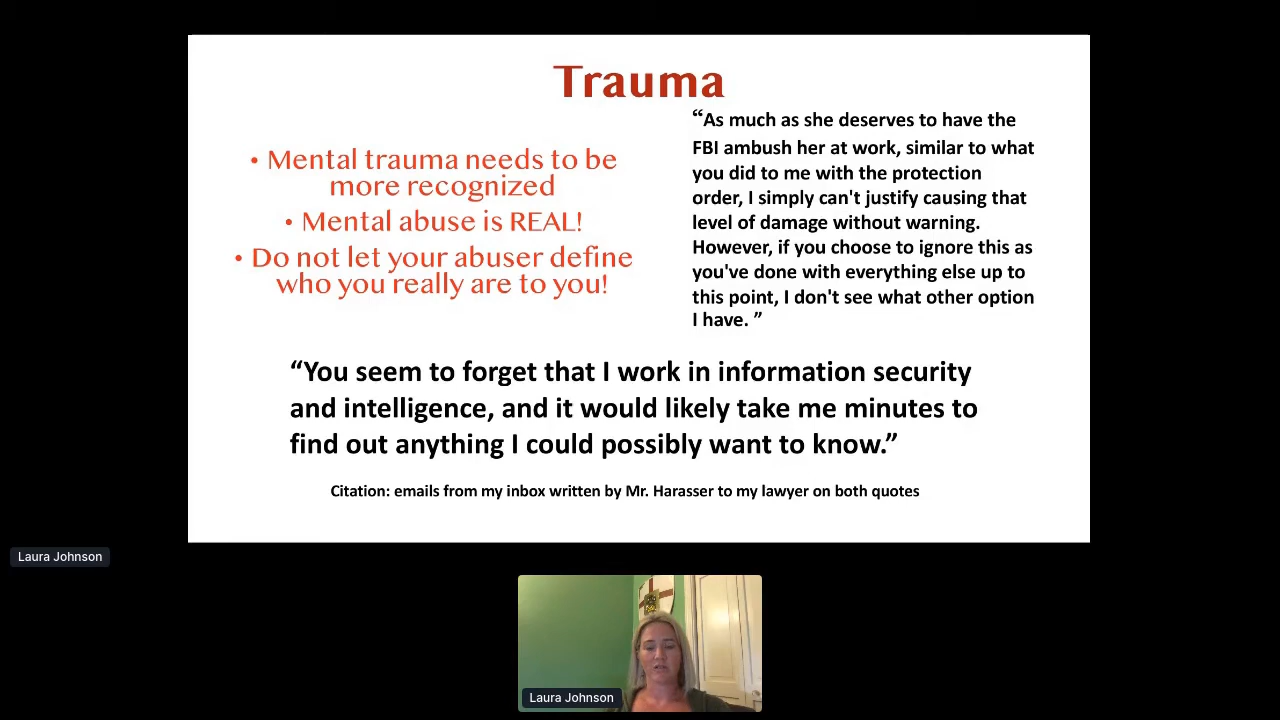 Trauma
• Mental trauma needs to be
more recognized
• Mental abuse is REAL!
• Do not let your abuser define
who you really are to you!
“As much as she deserves to have the
FBI ambush her at work, similar to what
you did to me with the protection
order, I simply can't justify causing that
level of damage without warning.
However, if you choose to ignore this as
you've done with everything else up to
this point, I don't see what other option
I have. ”
“You seem to forget that I work in information security
and intelligence, and it would likely take me minutes to
find out anything I could possibly want to know.”
Citation: emails from my inbox written by Mr. Harasser to my lawyer on both quotes
Laura Johnson
Laura Johnson